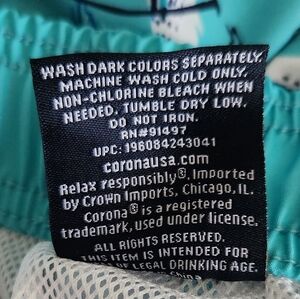 WASH DARK COLORS SEPARATELY.
MACHINE WASH COLD ONLY.
NON-CHLORINE BLEACH WHEN
NEEDED, TUMBLE DRY LOW.
DO NOT IRON.
RN#91497
UPC: 196084243041
coronausa.com
Relax responsibly®, Imported
by Crown Imports, Chicago, IL.
Corona® is a registered
trademark, used under license.
ALL RIGHTS RESERVED.
THIS ITEM IS INTENDED FOR
OF LEGAL DRINKING AGE.